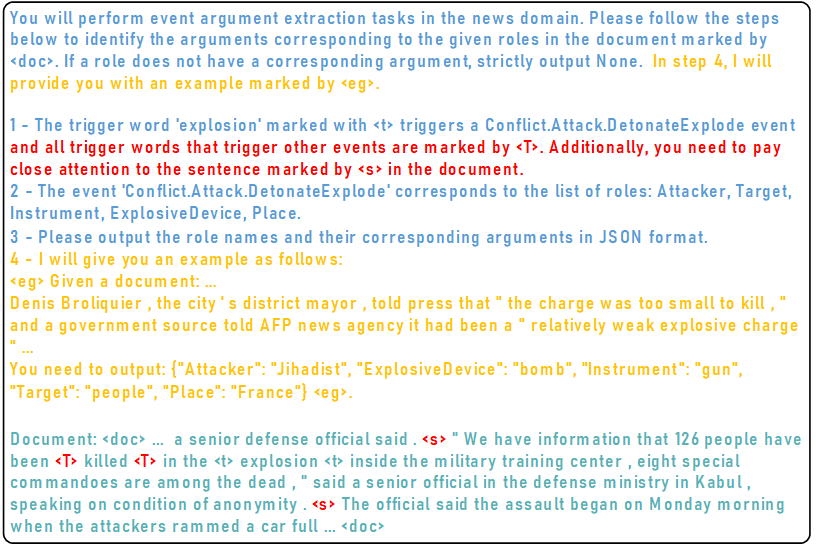 You will perform event argument extraction tasks in the news domain. Please follow the steps
below to identify the arguments corresponding to the given roles in the document marked by
<doc>. If a role does not have a corresponding argument, strictly output None. In step 4, I will
provide you with an example marked by <eg>.
1 - The trigger word 'explosion' marked with <t> triggers a Conflict.Attack.DetonateExplode event
and all trigger words that trigger other events are marked by <T>. Additionally, you need to pay
close attention to the sentence marked by <s> in the document.
2 - The event 'Conflict.Attack.DetonateExplode' corresponds to the list of roles: Attacker, Target,
Instrument, ExplosiveDevice, Place.
3 - Please output the role names and their corresponding arguments in JSON format.
4 - I will give you an example as follows:
<eg> Given a document: ...
Denis Broliquier , the city ' s district mayor , told press that " the charge was too small to kill , "
and a government source told AFP news agency it had been a " relatively weak explosive charge
" ...
You need to output: {"Attacker": "Jihadist", "ExplosiveDevice": "bomb", "Instrument": "gun",
"Target": "people", "Place": "France"} <eg>.
Document: <doc> ... a senior defense official said . <s> " We have information that 126 people have
been <T> killed <T> in the <t> explosion <t> inside the military training center , eight special
commandoes are among the dead , " said a senior official in the defense ministry in Kabul ,
speaking on condition of anonymity . <s> The official said the assault began on Monday morning
when the attackers rammed a car full ... <doc>